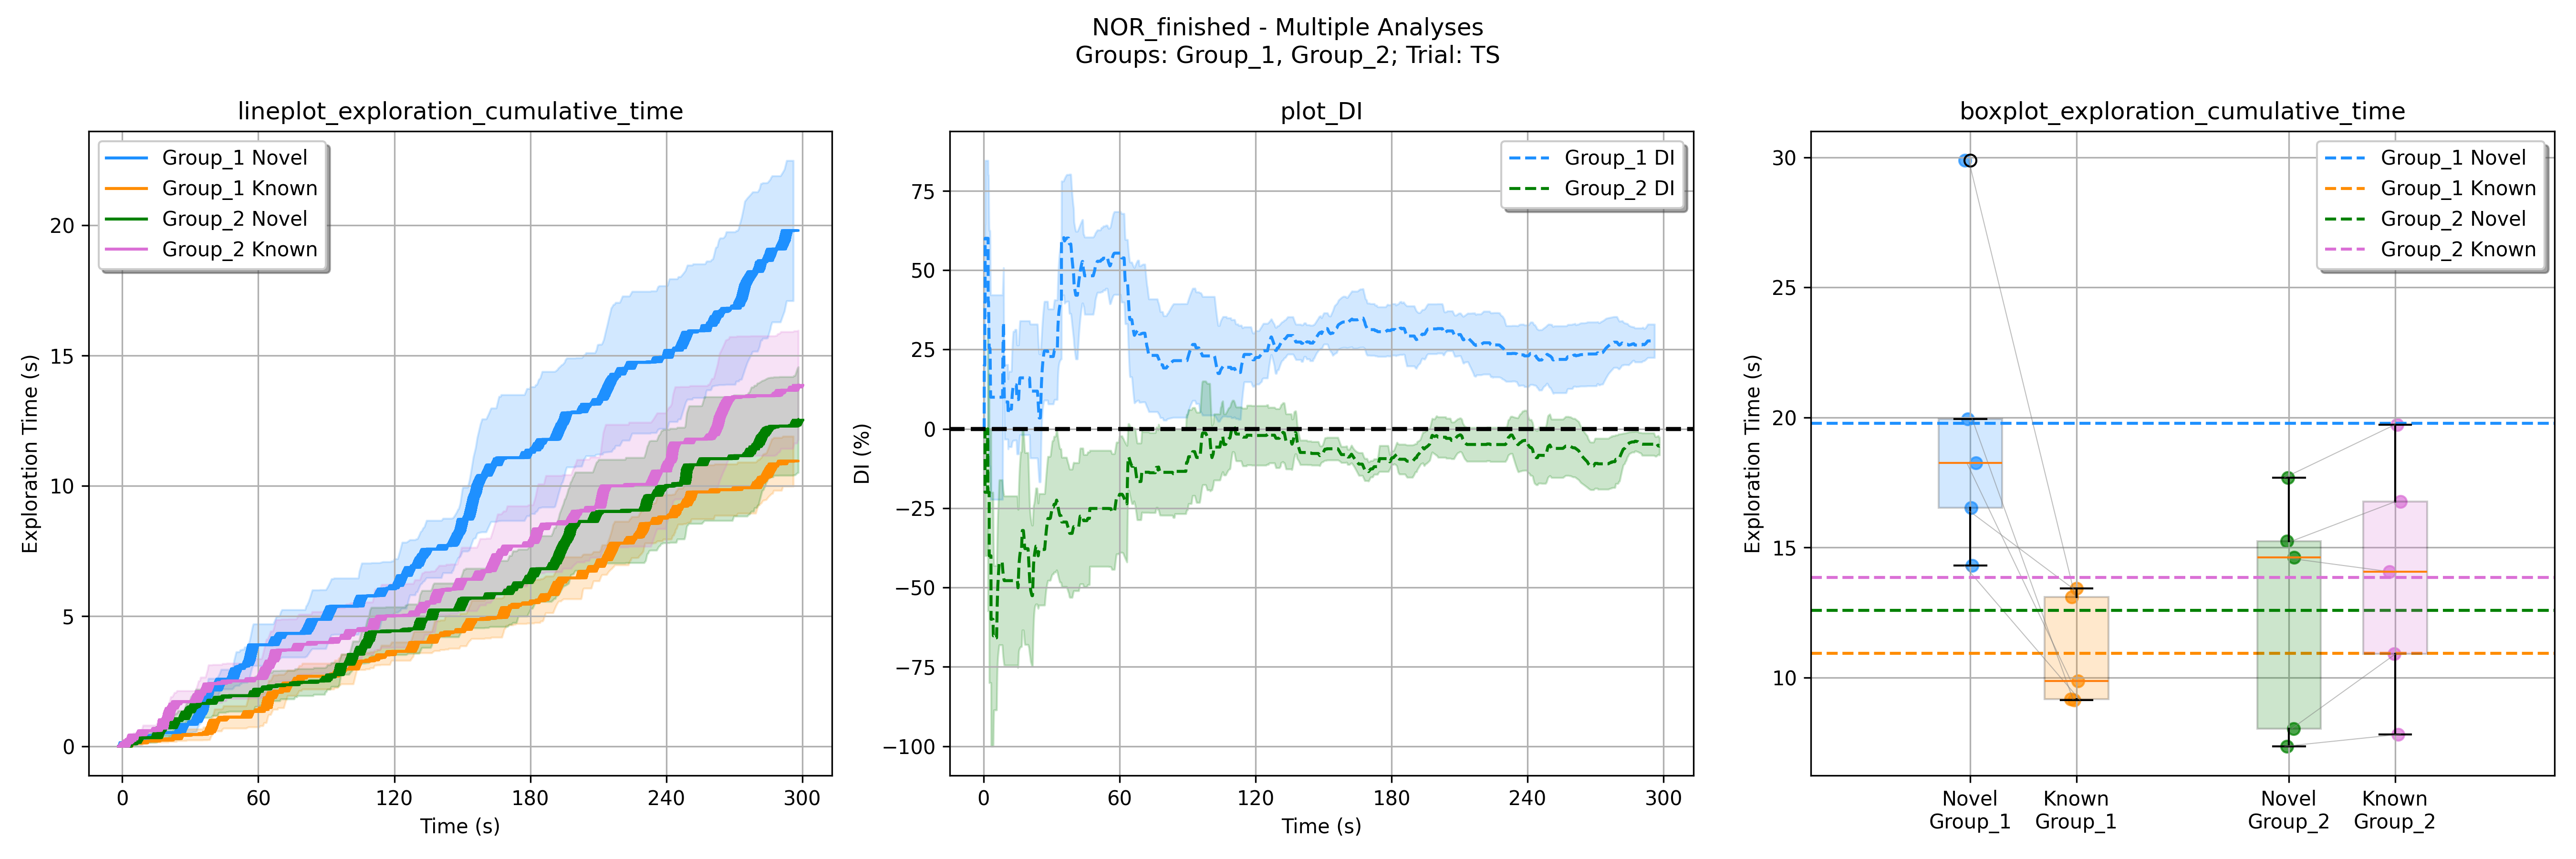 NOR_finished - Multiple Analyses
Groups: Group_1, Group_2; Trial: TS
lineplot_exploration_cumulative_time
Group_1 Novel
Group_1 Known
Group_2 Novel
Group_2 Known
Exploration Time (s)
20
15
10
5
0
0 60 120 180 240 300
Time (s)
plot_DI
Group_1 DI
Group_2 DI
DI (%)
75
50
25
0
−25
−50
−75
−100
0 60 120 180 240 300
Time (s)
boxplot_exploration_cumulative_time
Group_1 Novel
Group_1 Known
Group_2 Novel
Group_2 Known
Exploration Time (s)
30
25
20
15
10
Novel Known Novel Known
Group_1 Group_1 Group_2 Group_2